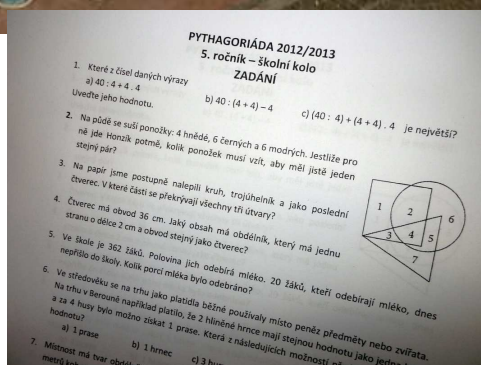 PYTHAGORIÁDA 2012/2013
5. ročník – školní kolo
ZADÁNÍ
1. Které z čísel daných výrazy
a) 40 : 4 + 4 . 4
b) 40 : (4 + 4) – 4
c) (40 : 4) + (4 + 4) . 4 je největší?
Uveďte jeho hodnotu.
2. Na půdě se suší ponožky: 4 hnědé, 6 černých a 6 modrých. Jestliže pro
ně jde Honzík potmě, kolik ponožek musí vzít, aby měl jistě jeden
stejný pár?
3. Na papír jsme postupně nalepili kruh, trojúhelník a jako poslední
čtverec. V které části se překrývají všechny tři útvary?
1
2
3
4
5
6
7
4. Čtverec má obvod 36 cm. Jaký obsah má obdélník, který má jednu
stranu o délce 2 cm a obvod stejný jako čtverec?
5. Ve škole je 362 žáků. Polovina jich odebírá mléko. 20 žáků, kteří odebírají mléko, dnes
nepřišlo do školy. Kolik porcí mléka bylo odebráno?
6. Ve středověku se na trhu jako platidla běžně používaly místo peněz předměty nebo zvířata.
Na trhu v Berouně například platilo, že 2 hliněné hrnce mají stejnou hodnotu jako
a za 4 husy bylo možno získat 1 prase. Která z následujících možností
hodnotu?
a) 1 prase
b) 1 hrnec
c) 3
7. Místnost má tvar
metrů